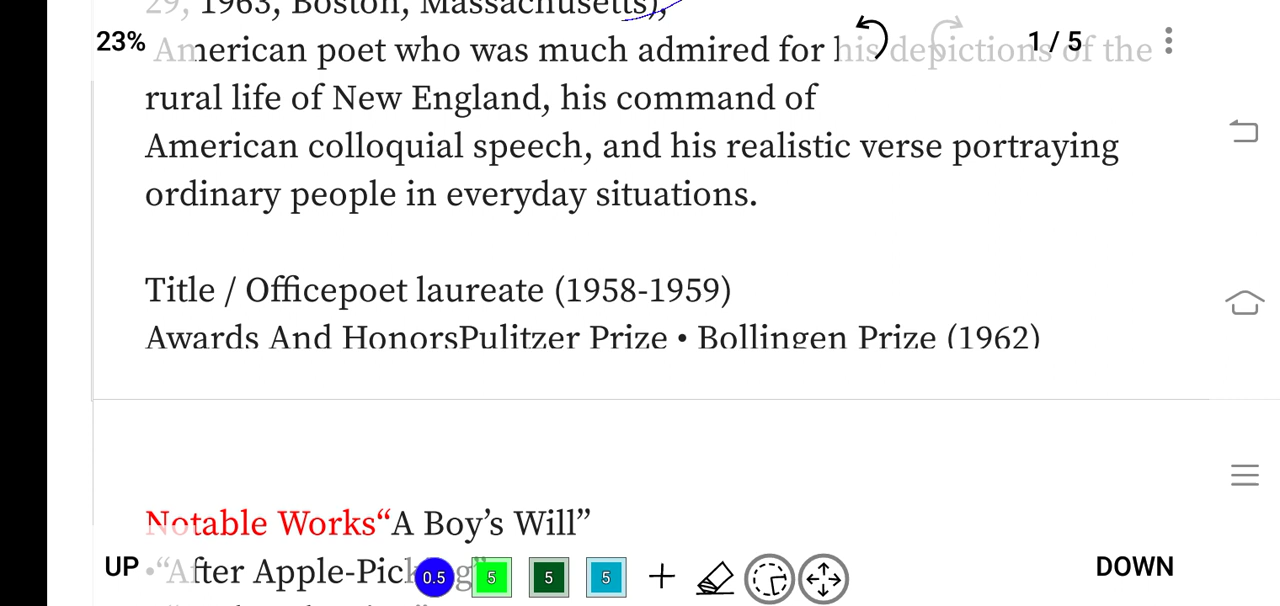 29, 1963, Boston, Massachusetts),
23%
American poet who was much admired for his depictions of the
1 / 5
rural life of New England, his command of
American colloquial speech, and his realistic verse portraying
ordinary people in everyday situations.
Title / Officepoet laureate (1958-1959)
Awards And HonorsPulitzer Prize • Bollingen Prize (1962)
Notable Works“A Boy’s Will”
UP
•“After Apple-Picking”
0.5
5
5
5
+
DOWN